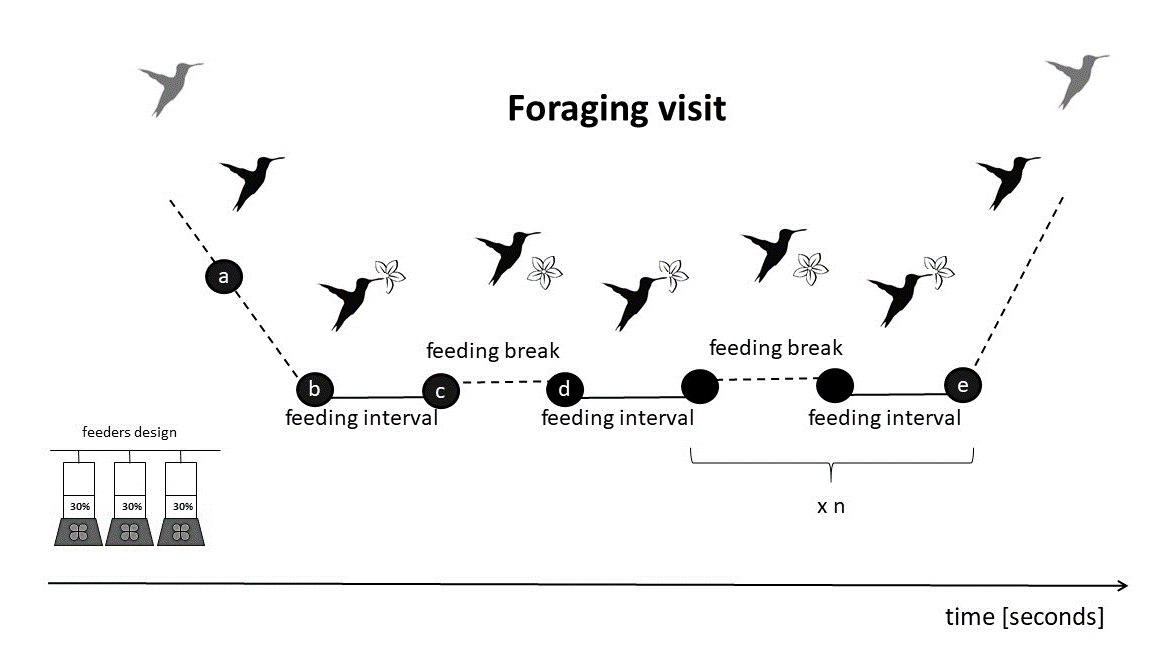 Foraging visit
a
feeding break
feeding break
b
c
d
e
feeding interval
feeding interval
feeding interval
feeders design
30%
30%
30%
x n
time [seconds]